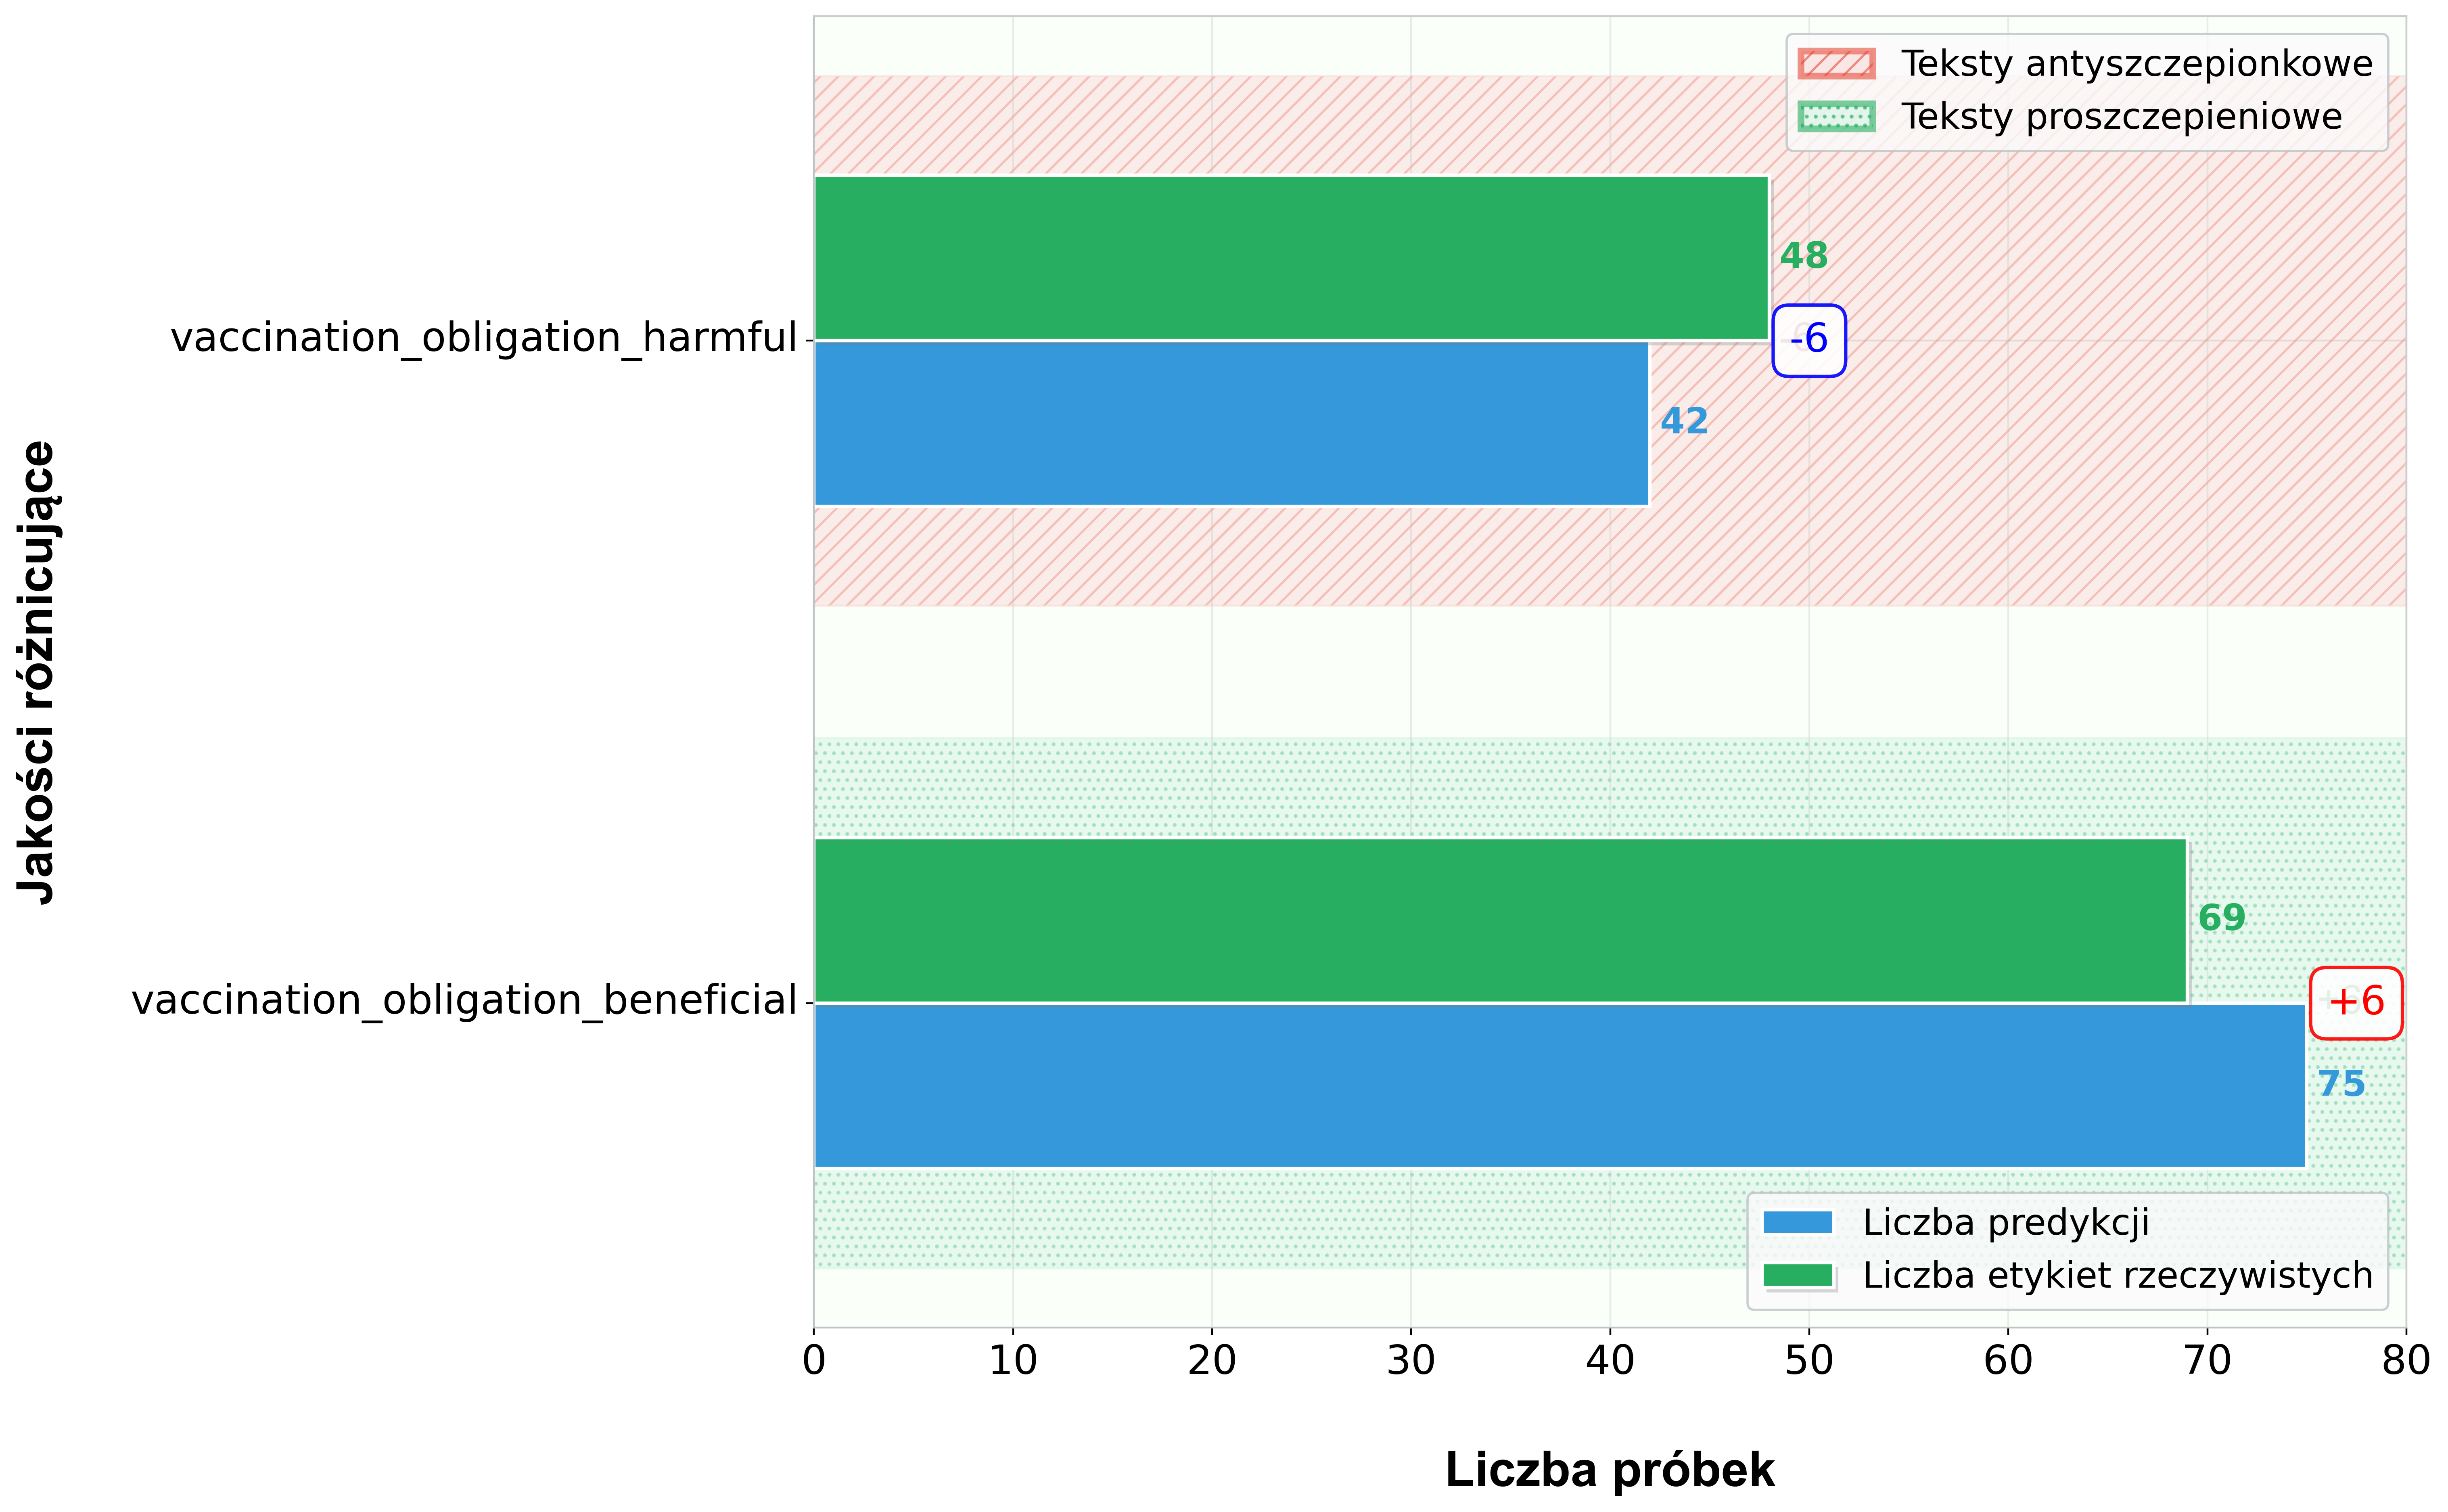 Teksty antyszczepionkowe
Teksty proszczepieniowe
48
vaccination_obligation_harmful
-6
42
Jakości różnicujące
69
vaccination_obligation_beneficial
+6
75
Liczba predykcji
Liczba etykiet rzeczywistych
0 10 20 30 40 50 60 70 80
Liczba próbek